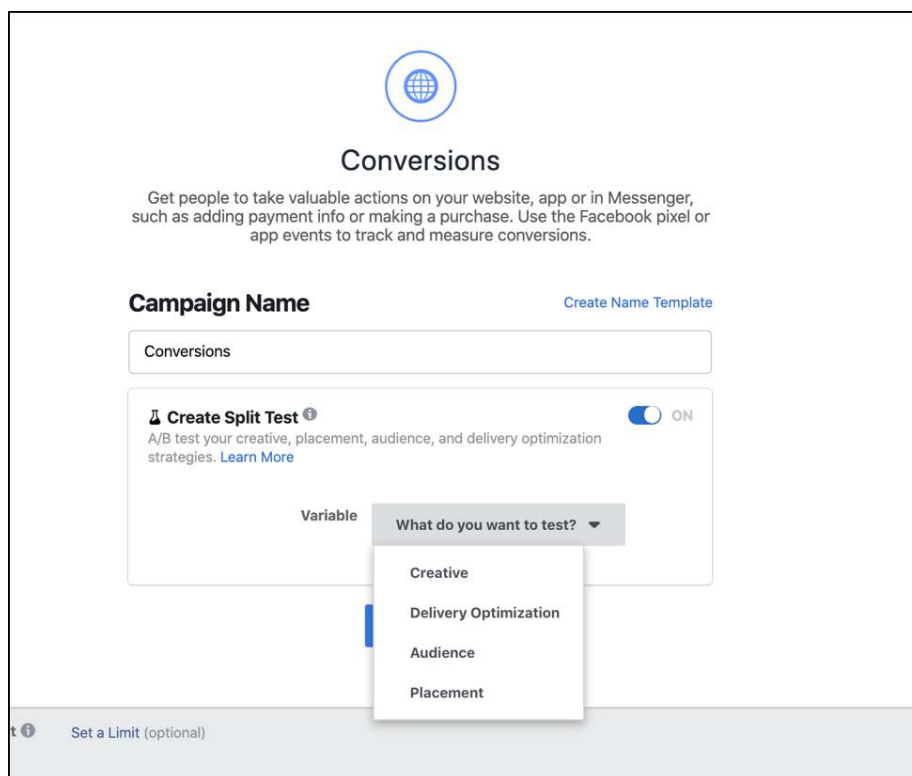 Conversions
Get people to take valuable actions on your website, app or in Messenger,
such as adding payment info or making a purchase. Use the Facebook pixel or
app events to track and measure conversions.
Campaign Name
Create Name Template
Conversions
Create Split Test
ON
A/B test your creative, placement, audience, and delivery optimization
strategies. Learn More
Variable
What do you want to test?
Creative
Delivery Optimization
Audience
Placement
t
Set a Limit (optional)